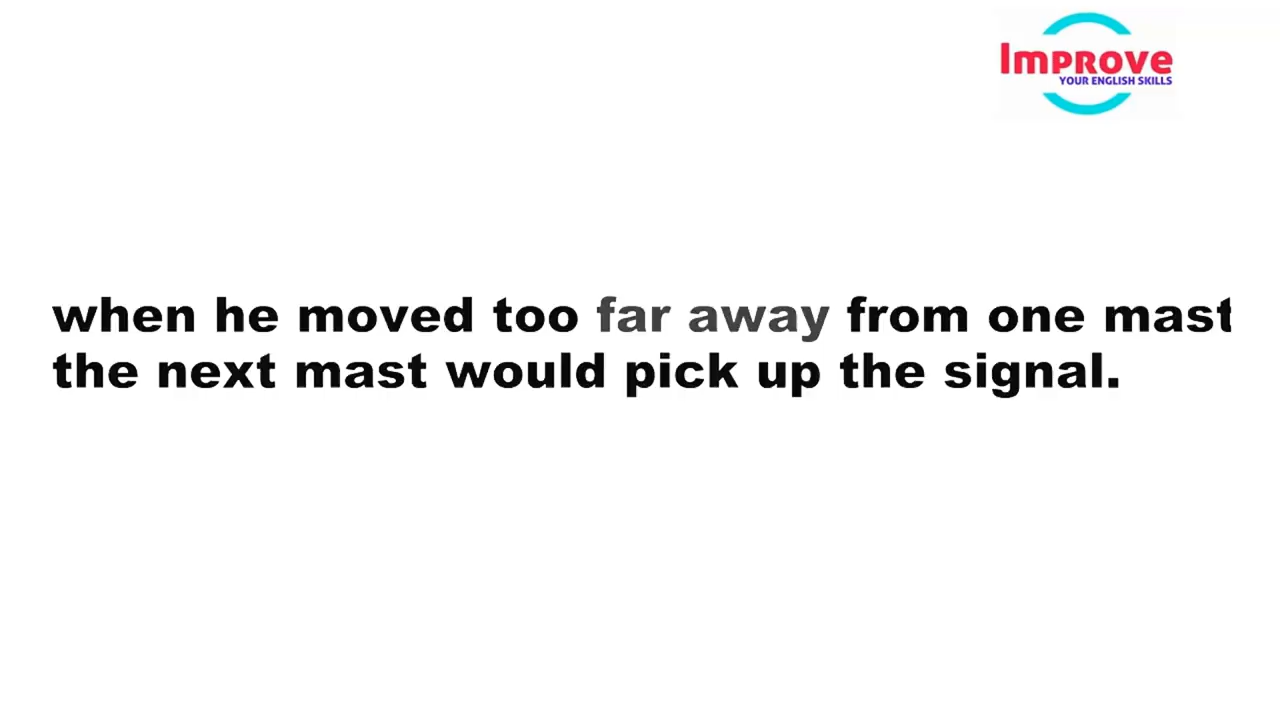 Improve
YOUR ENGLISH SKILLS
when he moved too far away from one mast
the next mast would pick up the signal.